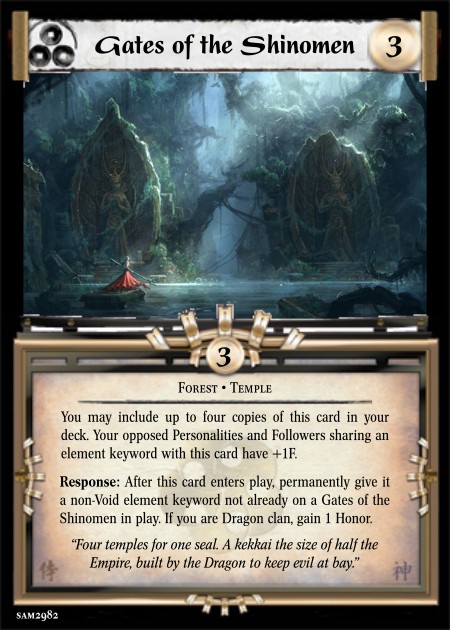 Gates of the Shinomen
3
3
Forest • Temple
You may include up to four copies of this card in your
deck. Your opposed Personalities and Followers sharing an
element keyword with this card have +1F.
Response: After this card enters play, permanently give it
a non-Void element keyword not already on a Gates of the
Shinomen in play. If you are Dragon clan, gain 1 Honor.
“Four temples for one seal. A kekkai the size of half the
Empire, built by the Dragon to keep evil at bay.”
侍
神
SAM2982